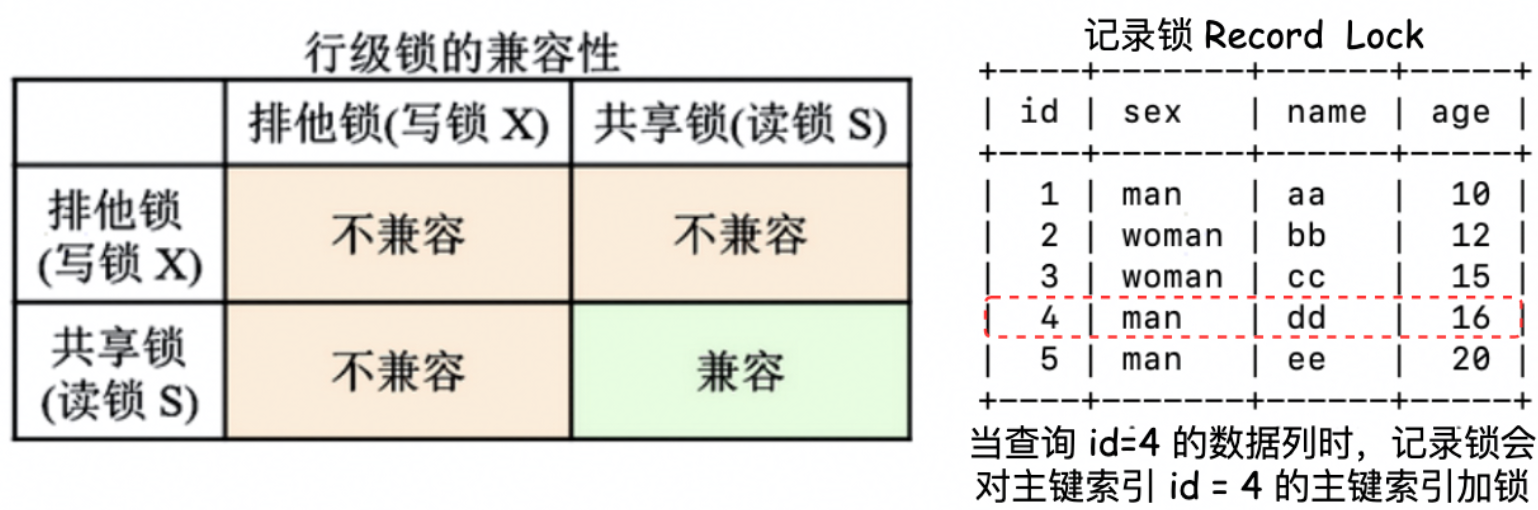 行级锁的兼容性
排他锁(写锁 X) 共享锁(读锁 S)
排他锁
(写锁 X)
不兼容 不兼容
共享锁
(读锁 S)
不兼容 兼容
记录锁 Record Lock
+-----+--------+-------+------+
| id | sex | name | age |
+-----+--------+-------+------+
| 1 | man | aa | 10 |
| 2 | woman | bb | 12 |
| 3 | woman | cc | 15 |
| 4 | man | dd | 16 |
| 5 | man | ee | 20 |
+-----+--------+-------+------+
当查询 id=4 的数据列时，记录锁会
对主键索引 id = 4 的主键索引加锁